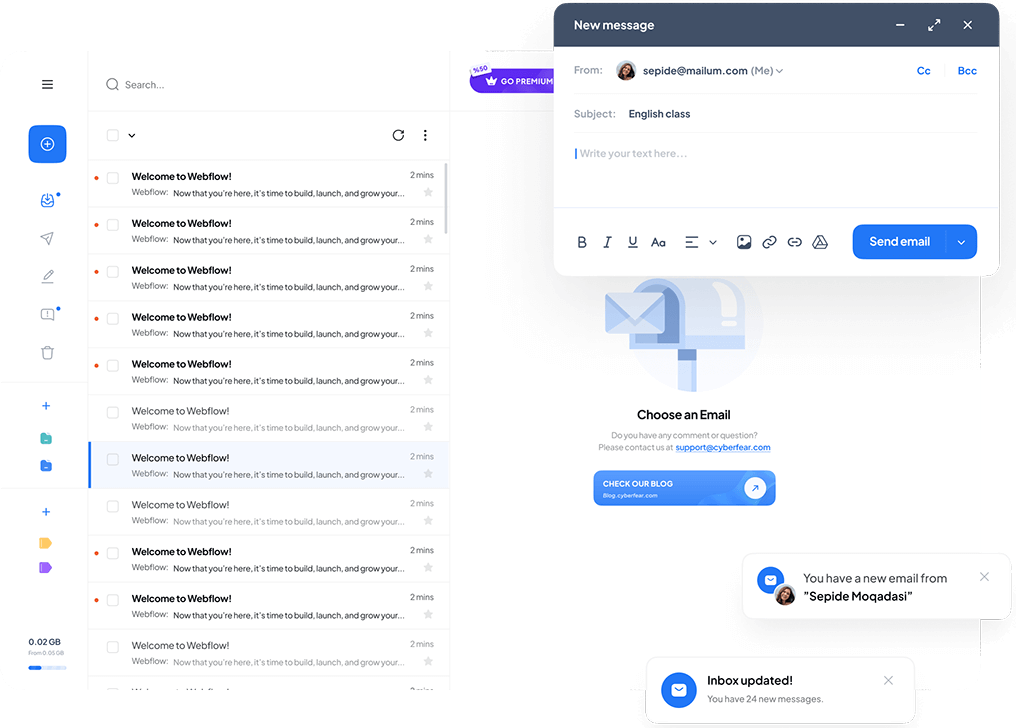 Search...
%50
GO PREMIUM
New message
From: sepide@mailum.com (Me)
Cc
Bcc
Subject: English class
Write your text here...
B I U Aa
Send email
Welcome to Webflow! 2 mins
Webflow: Now that you're here, it's time to build, launch, and grow your...
Welcome to Webflow! 2 mins
Webflow: Now that you're here, it's time to build, launch, and grow your...
Welcome to Webflow! 2 mins
Webflow: Now that you're here, it's time to build, launch, and grow your...
Welcome to Webflow! 2 mins
Webflow: Now that you're here, it's time to build, launch, and grow your...
Welcome to Webflow! 2 mins
Webflow: Now that you're here, it's time to build, launch, and grow your...
Welcome to Webflow! 2 mins
Webflow: Now that you're here, it's time to build, launch, and grow your...
Welcome to Webflow! 2 mins
Webflow: Now that you're here, it's time to build, launch, and grow your...
Welcome to Webflow! 2 mins
Webflow: Now that you're here, it's time to build, launch, and grow your...
Welcome to Webflow! 2 mins
Webflow: Now that you're here, it's time to build, launch, and grow your...
Welcome to Webflow! 2 mins
Webflow: Now that you're here, it's time to build, launch, and grow your...
Welcome to Webflow! 2 mins
Webflow: Now that you're here, it's time to build, launch, and grow your...
0.02 GB
From 0.05 GB
Choose an Email
Do you have any comment or question?
Please contact us at support@cyberfear.com
CHECK OUR BLOG
Blog.cyberfear.com
You have a new email from
"Sepide Moqadasi"
Inbox updated!
You have 24 new messages.